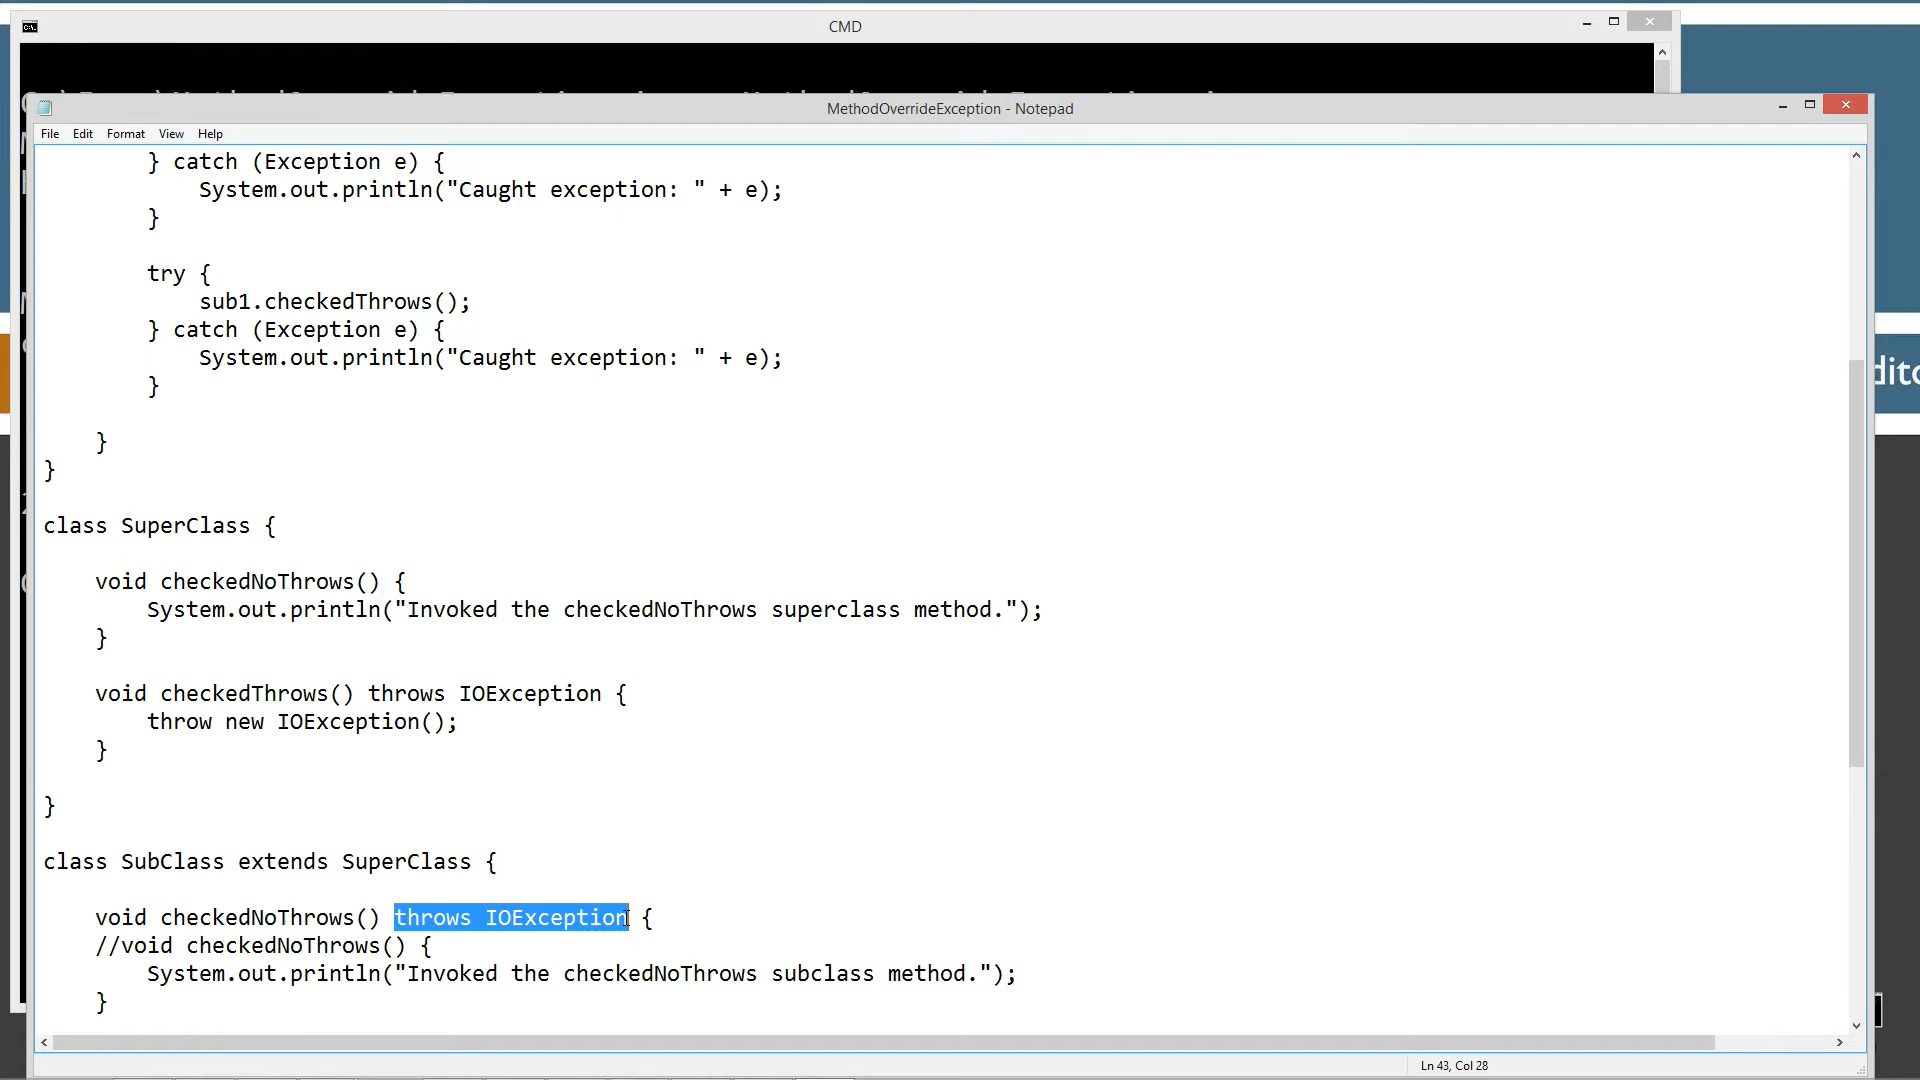 CMD
MethodOverrideException - Notepad
File Edit Format View Help
} catch (Exception e) {
System.out.println("Caught exception: " + e);
}
try {
sub1.checkedThrows();
} catch (Exception e) {
System.out.println("Caught exception: " + e);
}
}
}
class SuperClass {
void checkedNoThrows() {
System.out.println("Invoked the checkedNoThrows superclass method.");
}
void checkedThrows() throws IOException {
throw new IOException();
}
}
class SubClass extends SuperClass {
void checkedNoThrows() throws IOException {
//void checkedNoThrows() {
System.out.println("Invoked the checkedNoThrows subclass method.");
}
Ln 43, Col 28